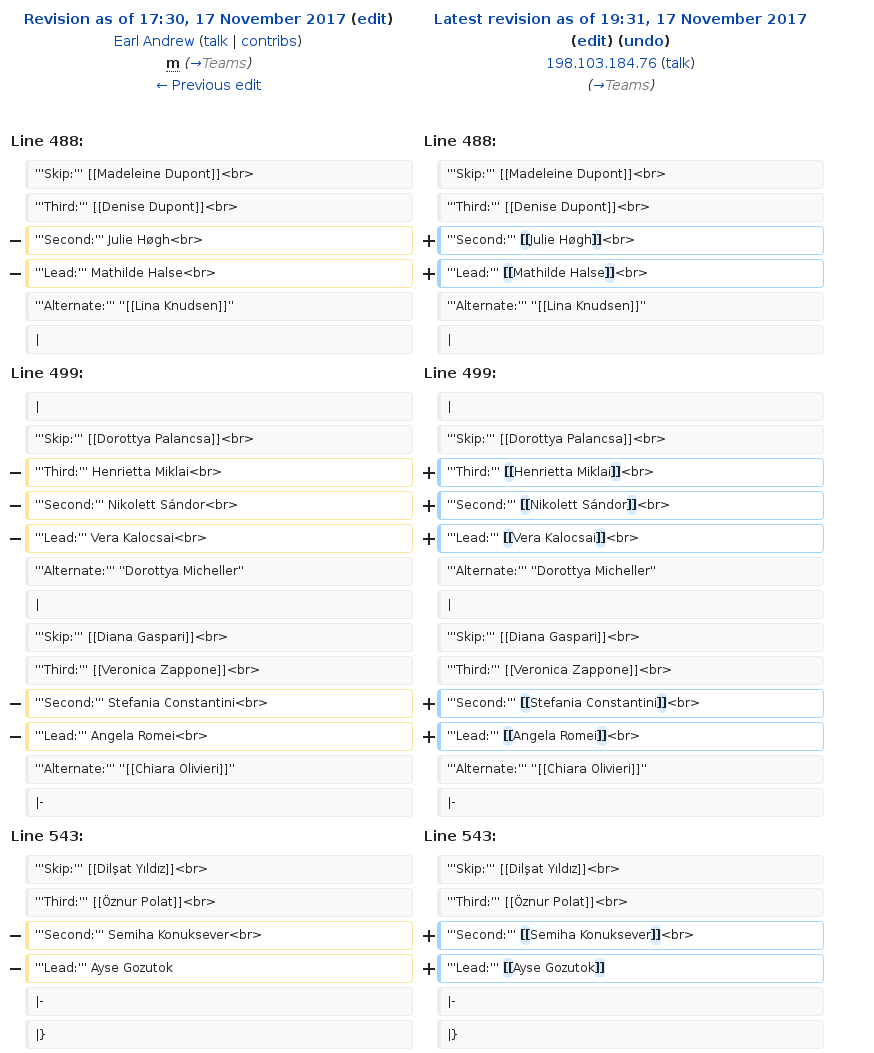 Revision as of 17:30, 17 November 2017 (edit)
Earl Andrew (talk | contribs)
m (→Teams)
← Previous edit
Latest revision as of 19:31, 17 November 2017
(edit) (undo)
198.103.184.76 (talk)
(→Teams)
Line 488:
Line 488:
'''Skip:''' [[Madeleine Dupont]]<br>
'''Skip:''' [[Madeleine Dupont]]<br>
'''Third:''' [[Denise Dupont]]<br>
'''Third:''' [[Denise Dupont]]<br>
− '''Second:''' Julie Høgh<br>
+ '''Second:''' [[Julie Høgh]]<br>
− '''Lead:''' Mathilde Halse<br>
+ '''Lead:''' [[Mathilde Halse]]<br>
'''Alternate:''' ''[[Lina Knudsen]]''
'''Alternate:''' ''[[Lina Knudsen]]''
|
|
Line 499:
Line 499:
|
|
'''Skip:''' [[Dorottya Palancsa]]<br>
'''Skip:''' [[Dorottya Palancsa]]<br>
− '''Third:''' Henrietta Miklai<br>
+ '''Third:''' [[Henrietta Miklai]]<br>
− '''Second:''' Nikolett Sándor<br>
+ '''Second:''' [[Nikolett Sándor]]<br>
− '''Lead:''' Vera Kalocsai<br>
+ '''Lead:''' [[Vera Kalocsai]]<br>
'''Alternate:''' ''Dorottya Micheller''
'''Alternate:''' ''Dorottya Micheller''
|
|
'''Skip:''' [[Diana Gaspari]]<br>
'''Skip:''' [[Diana Gaspari]]<br>
'''Third:''' [[Veronica Zappone]]<br>
'''Third:''' [[Veronica Zappone]]<br>
− '''Second:''' Stefania Constantini<br>
+ '''Second:''' [[Stefania Constantini]]<br>
− '''Lead:''' Angela Romei<br>
+ '''Lead:''' [[Angela Romei]]<br>
'''Alternate:''' ''[[Chiara Olivieri]]''
'''Alternate:''' ''[[Chiara Olivieri]]''
|-
|-
Line 543:
Line 543:
'''Skip:''' [[Dilşat Yıldız]]<br>
'''Skip:''' [[Dilşat Yıldız]]<br>
'''Third:''' [[Öznur Polat]]<br>
'''Third:''' [[Öznur Polat]]<br>
− '''Second:''' Semiha Konuksever<br>
+ '''Second:''' [[Semiha Konuksever]]<br>
− '''Lead:''' Ayse Gozutok
+ '''Lead:''' [[Ayse Gozutok]]
|-
|-
|}
|}